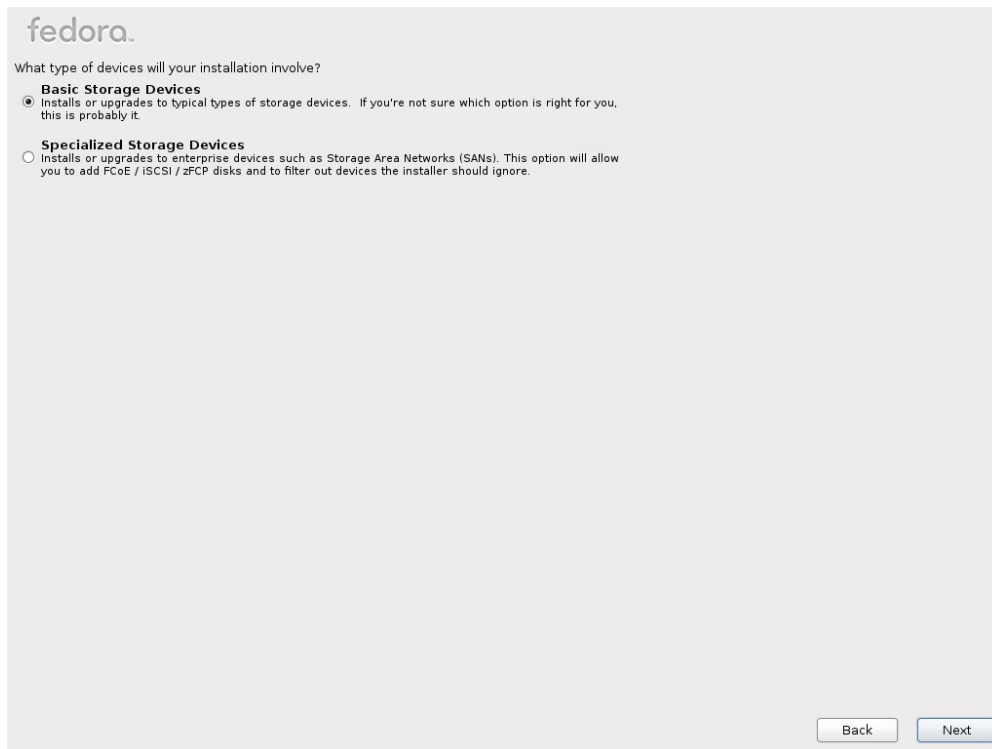 fedora™
What type of devices will your installation involve?
Basic Storage Devices
Installs or upgrades to typical types of storage devices.  If you're not sure which option is right for you,
this is probably it.
Specialized Storage Devices
Installs or upgrades to enterprise devices such as Storage Area Networks (SANs). This option will allow
you to add FCoE / iSCSI / zFCP disks and to filter out devices the installer should ignore.
Back
Next